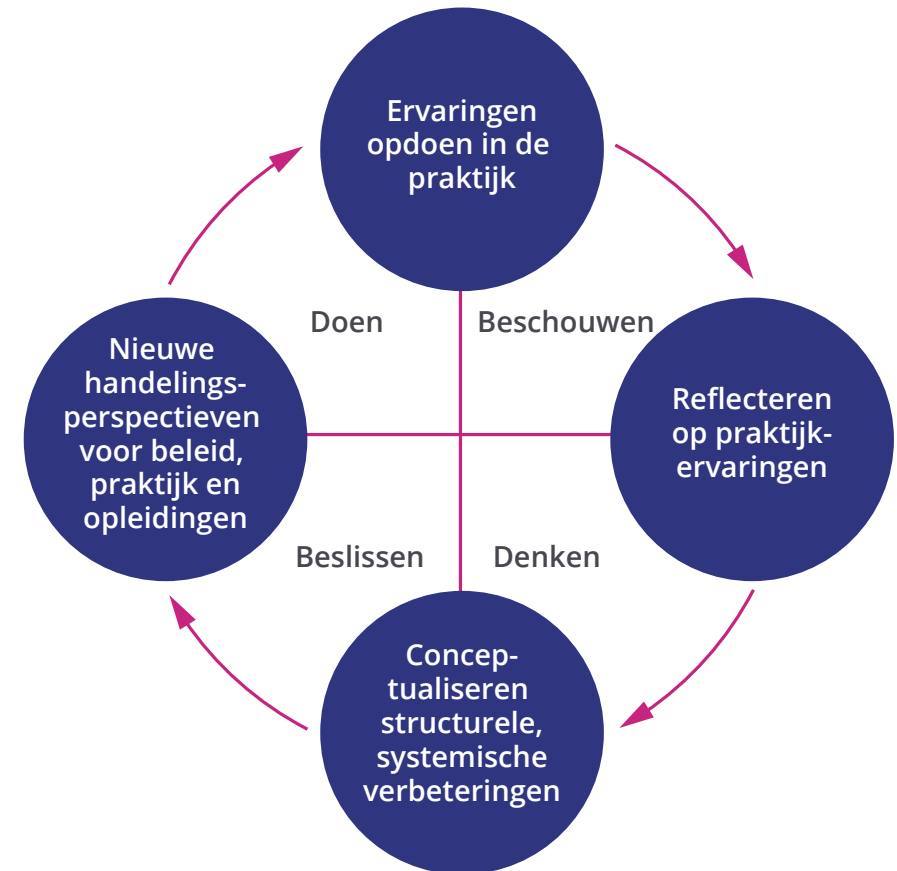 Ervaringen
opdoen in de
praktijk
Doen
Beschouwen
Nieuwe
handelings-
perspectieven
voor beleid,
praktijk en
opleidingen
Reflecteren
op praktijk-
ervaringen
Beslissen
Denken
Concep-
tualiseren
structurele,
systemische
verbeteringen